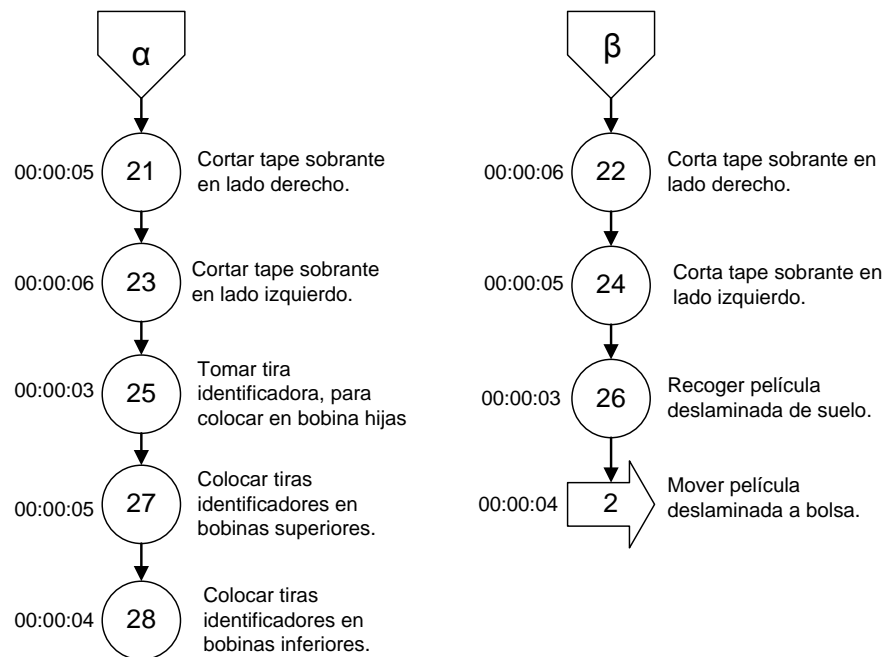 α
00:00:05
21
Cortar tape sobrante
en lado derecho.
00:00:06
23
Cortar tape sobrante
en lado izquierdo.
00:00:03
25
Tomar tira
identificadora, para
colocar en bobina hijas
00:00:05
27
Colocar tiras
identificadores en
bobinas superiores.
00:00:04
28
Colocar tiras
identificadores en
bobinas inferiores.
β
00:00:06
22
Corta tape sobrante en
lado derecho.
00:00:05
24
Corta tape sobrante en
lado izquierdo.
00:00:03
26
Recoger película
deslaminada de suelo.
00:00:04
2
Mover película
deslaminada a bolsa.